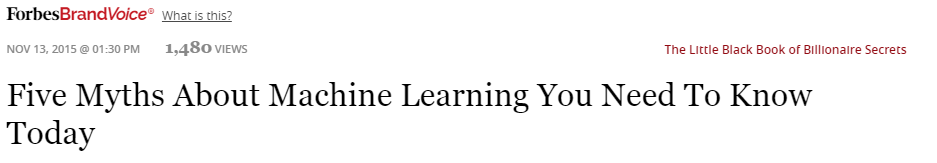 ForbesBrandVoice® What is this?
NOV 13, 2015 @ 01:30 PM 1,480 VIEWS The Little Black Book of Billionaire Secrets
Five Myths About Machine Learning You Need To Know
Today